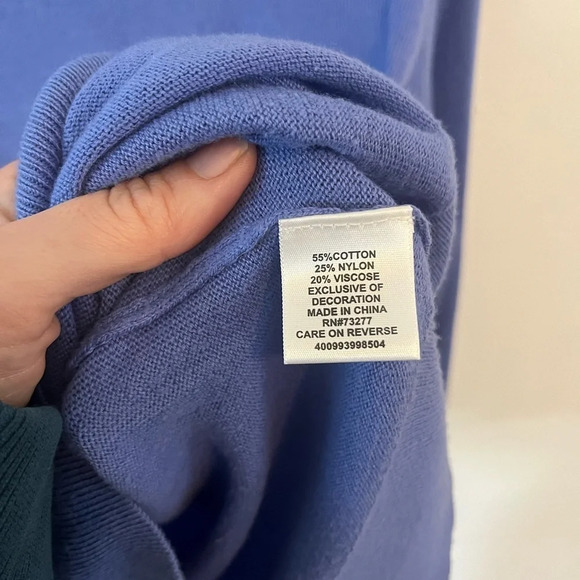 55%COTTON
25% NYLON
20% VISCOSE
EXCLUSIVE OF
DECORATION
MADE IN CHINA
RN#73277
CARE ON REVERSE
400993998504